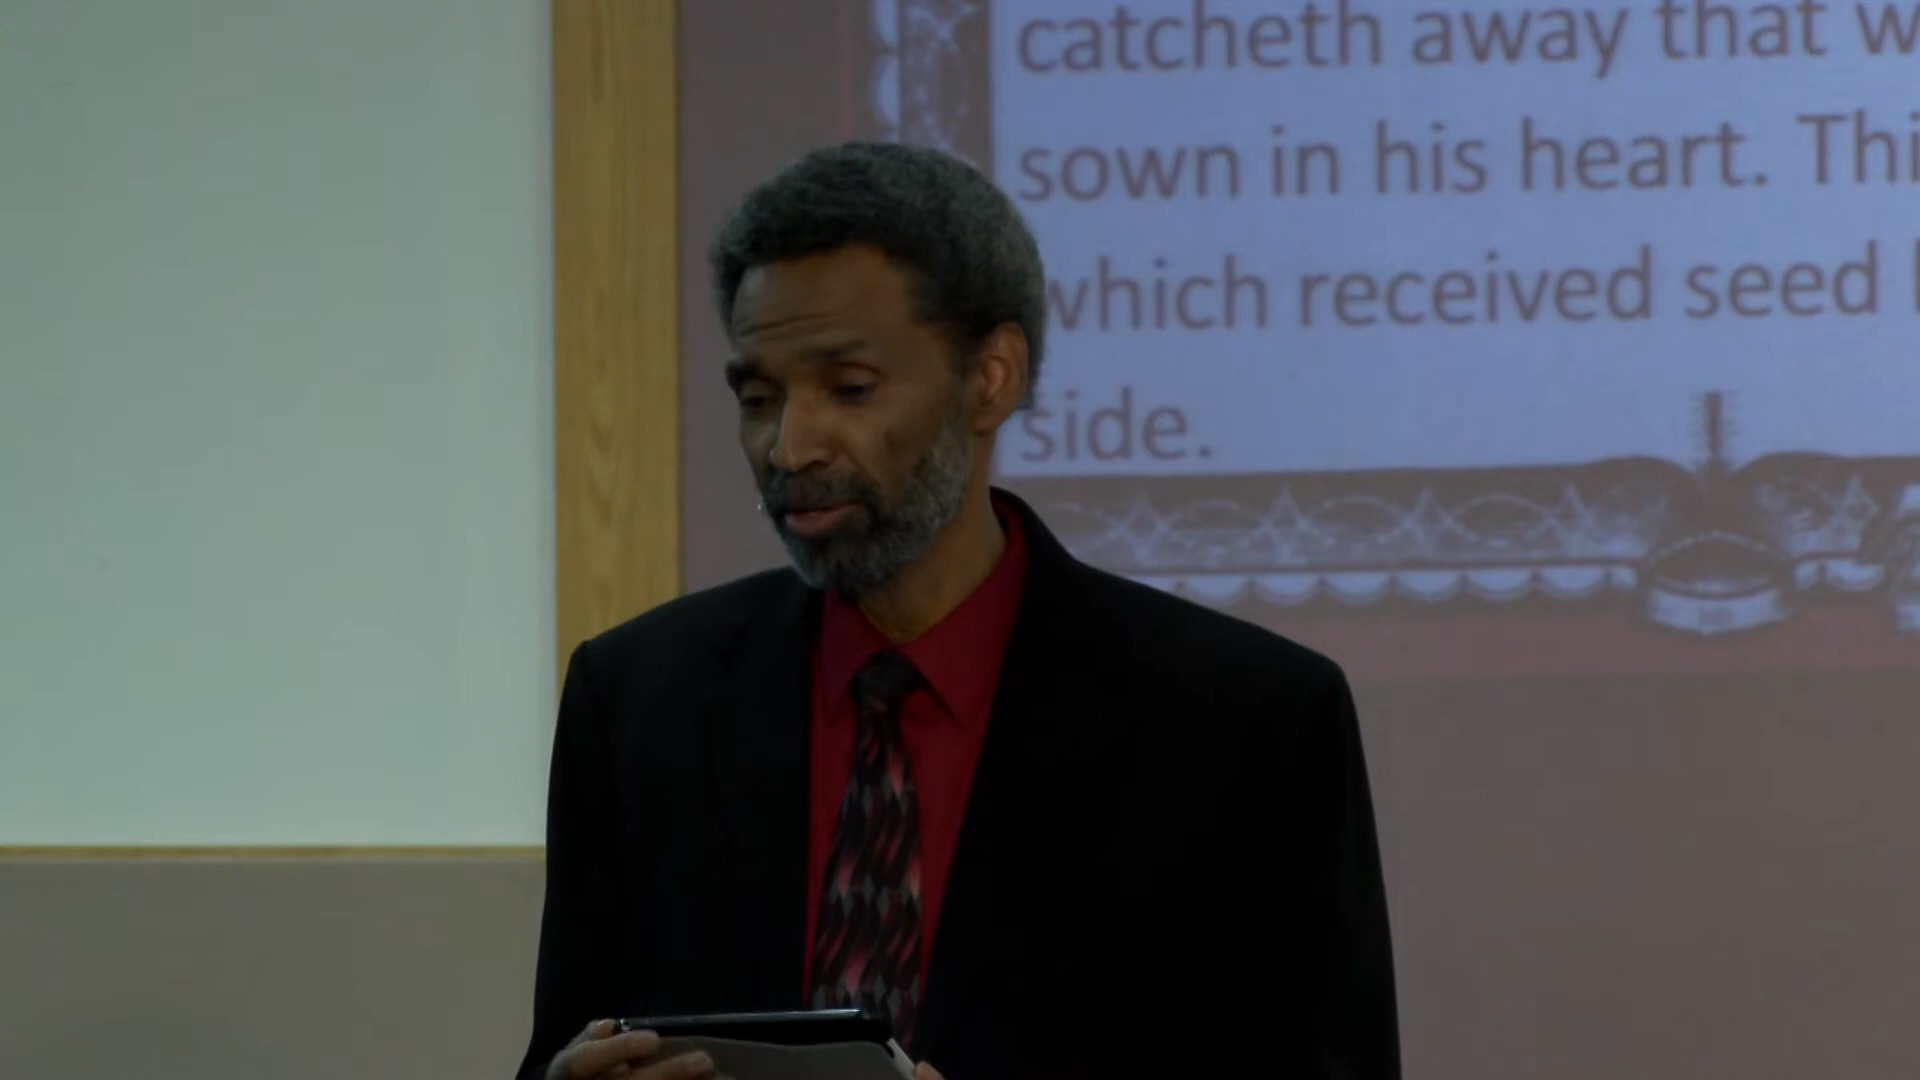 catcheth away that
sown in his heart.
which received seed
side.